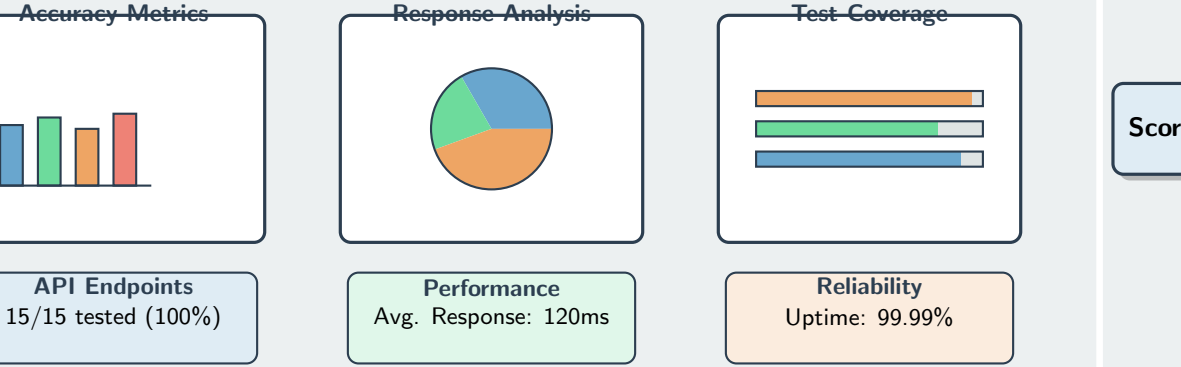 Accuracy Metrics
Response Analysis
Test Coverage
Scor
API Endpoints
15/15 tested (100%)
Performance
Avg. Response: 120ms
Reliability
Uptime: 99.99%